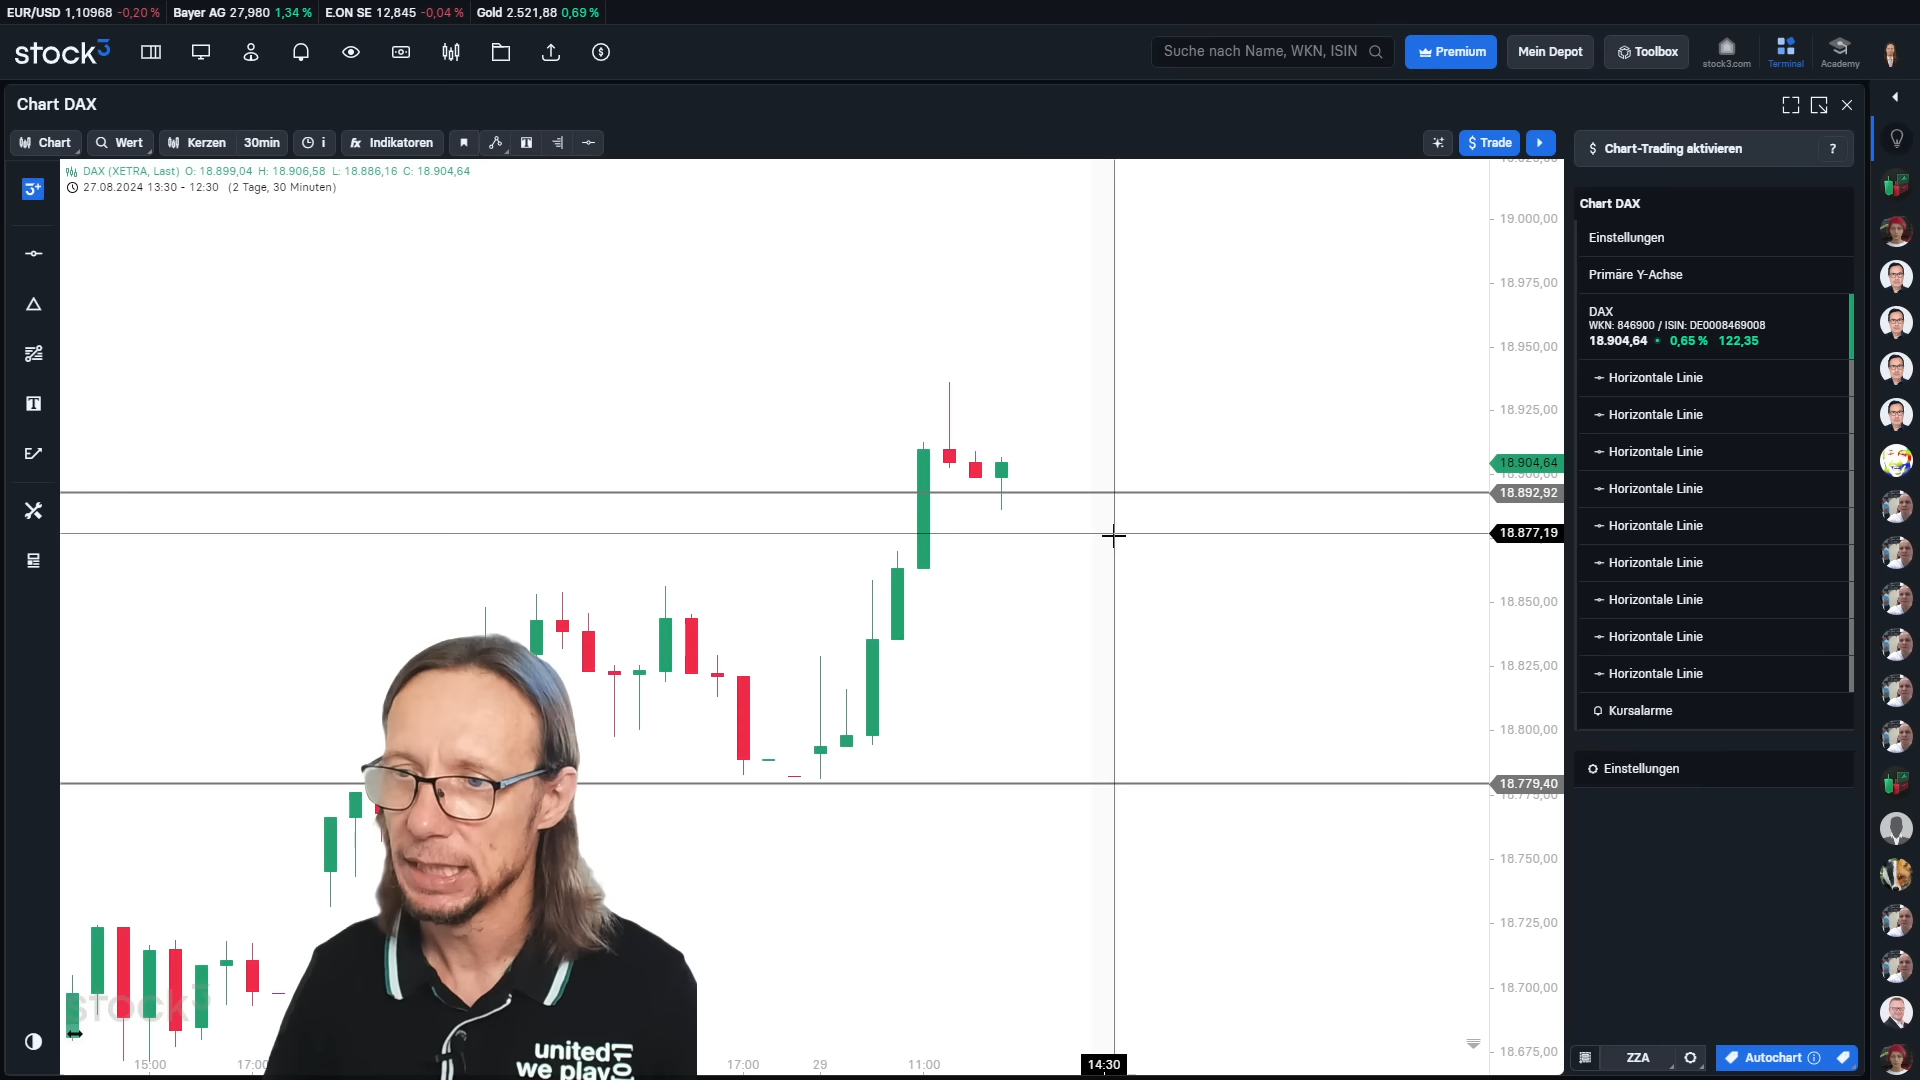 EUR/USD 1,10968 -0,20 % Bayer AG 27,980 1,34 % E.ON SE 12,845 -0,04 % Gold 2.521,88 0,69 %
stock3
Suche nach Name, WKN, ISIN
Premium
Mein Depot
Toolbox
stock3.com
Terminal
Academy
Chart DAX
Chart
Wert
Kerzen
30min
i
fx Indikatoren
$ Trade
$ Chart-Trading aktivieren
?
DAX (XETRA, Last) O: 18.899,04 H: 18.906,58 L: 18.886,16 C: 18.904,64
27.08.2024 13:30 - 12:30 (2 Tage, 30 Minuten)
3+
19.000,00
18.975,00
18.950,00
18.925,00
18.904,64
18.892,92
18.877,19
18.850,00
18.825,00
18.800,00
18.779,40
18.750,00
18.725,00
18.700,00
18.675,00
Chart DAX
Einstellungen
Primäre Y-Achse
DAX
WKN: 846900 / ISIN: DE0008469008
18.904,64 0,65 % 122,35
Horizontale Linie
Horizontale Linie
Horizontale Linie
Horizontale Linie
Horizontale Linie
Horizontale Linie
Horizontale Linie
Horizontale Linie
Horizontale Linie
Kursalarme
Einstellungen
stock3
united
we play
15:00
17:00
17:00
29
11:00
14:30
ZZA
Autochart